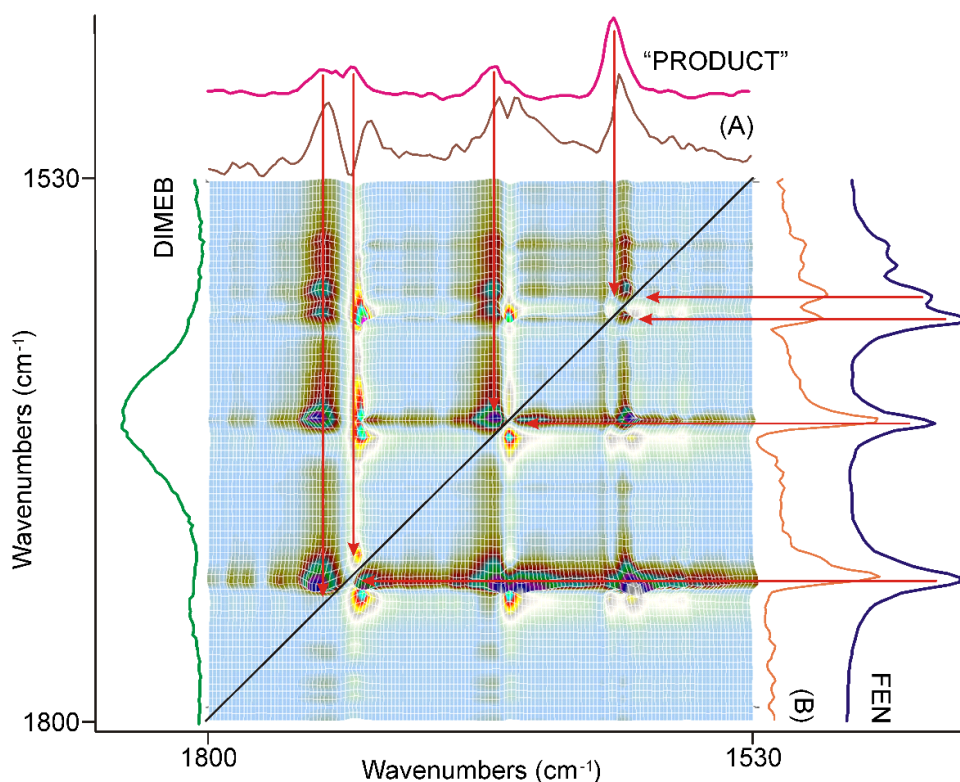 “PRODUCT”
(A)
1530
DIMEB
Wavenumbers (cm-1)
FEN
(B)
1800
1800
1530
Wavenumbers (cm-1)